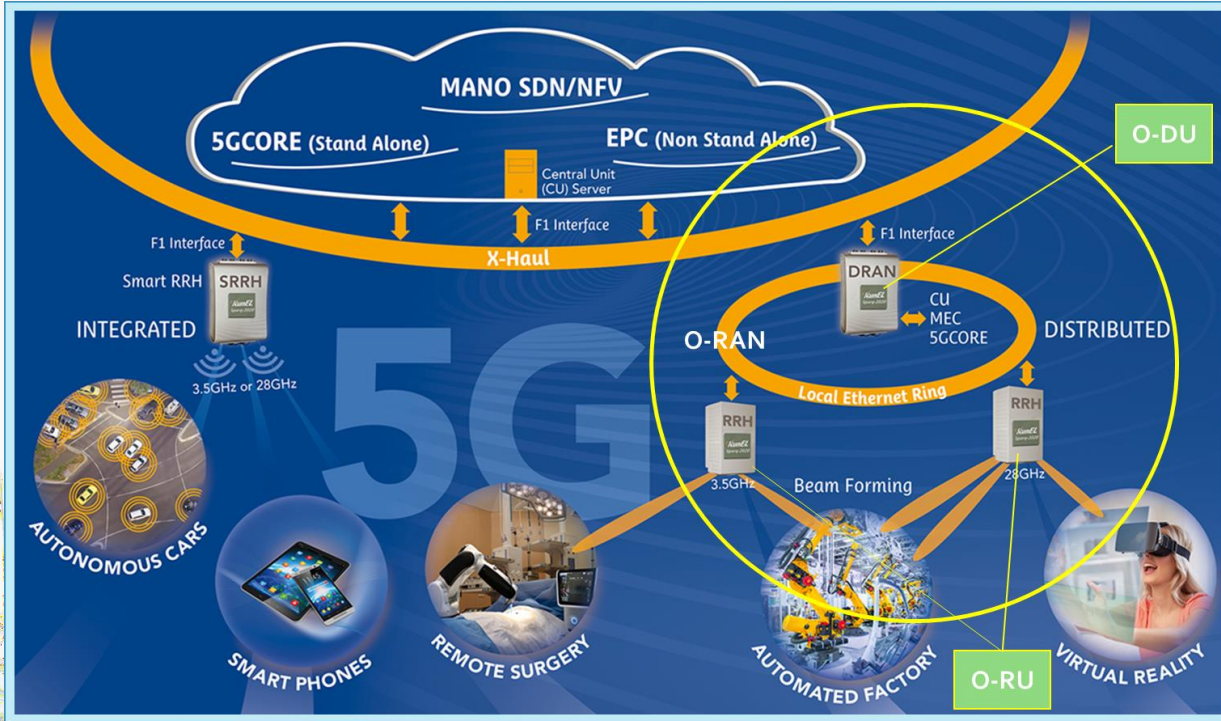 MANO SDN/NFV
5GCORE (Stand Alone)
EPC (Non Stand Alone)
Central Unit
(CU) Server
F1 Interface
X-Haul
F1 Interface
Smart RRH
SRRH
INTEGRATED
3.5GHz or 28GHz
5G
O-DU
F1 Interface
DRAN
CU
MEC
5GCORE
O-RAN
DISTRIBUTED
Local Ethernet Ring
RRH
3.5GHz
RRH
28GHz
Beam Forming
AUTONOMOUS CARS
SMART PHONES
REMOTE SURGERY
AUTOMATED FACTORY
VIRTUAL REALITY
O-RU